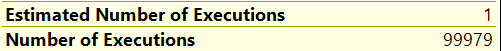 Estimated Number of Executions 1
Number of Executions 99979